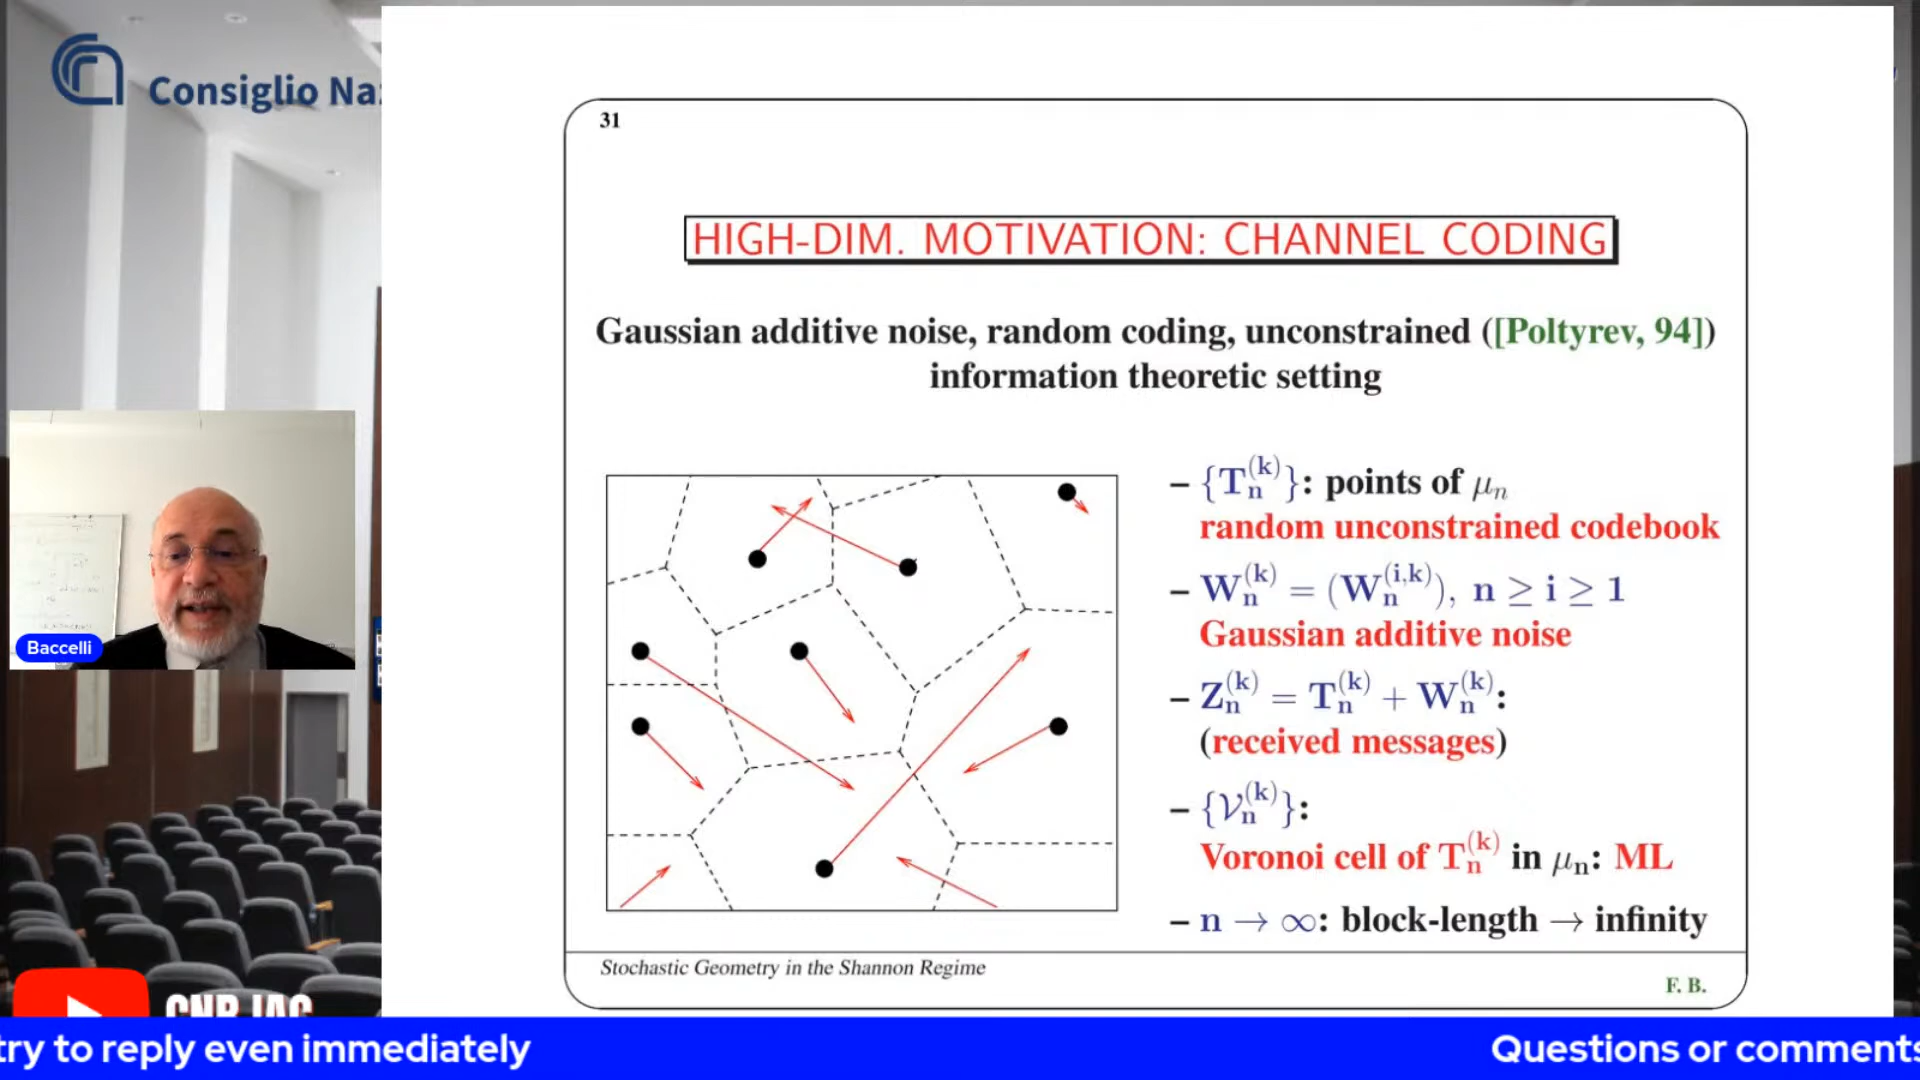 Consiglio Na
31
HIGH-DIM. MOTIVATION: CHANNEL CODING
Gaussian additive noise, random coding, unconstrained ([Poltyrev, 94])
information theoretic setting
– {T_n^(k)}: points of μ_n
random unconstrained codebook
– W_n^(k) = (W_n^(i,k)), n ≥ i ≥ 1
Gaussian additive noise
– Z_n^(k) = T_n^(k) + W_n^(k):
(received messages)
– {𝒱_n^(k)}:
Voronoi cell of T_n^(k) in μ_n: ML
– n → ∞: block-length → infinity
Stochastic Geometry in the Shannon Regime
F. B.
Baccelli
CNR IAC
try to reply even immediately
Questions or comments